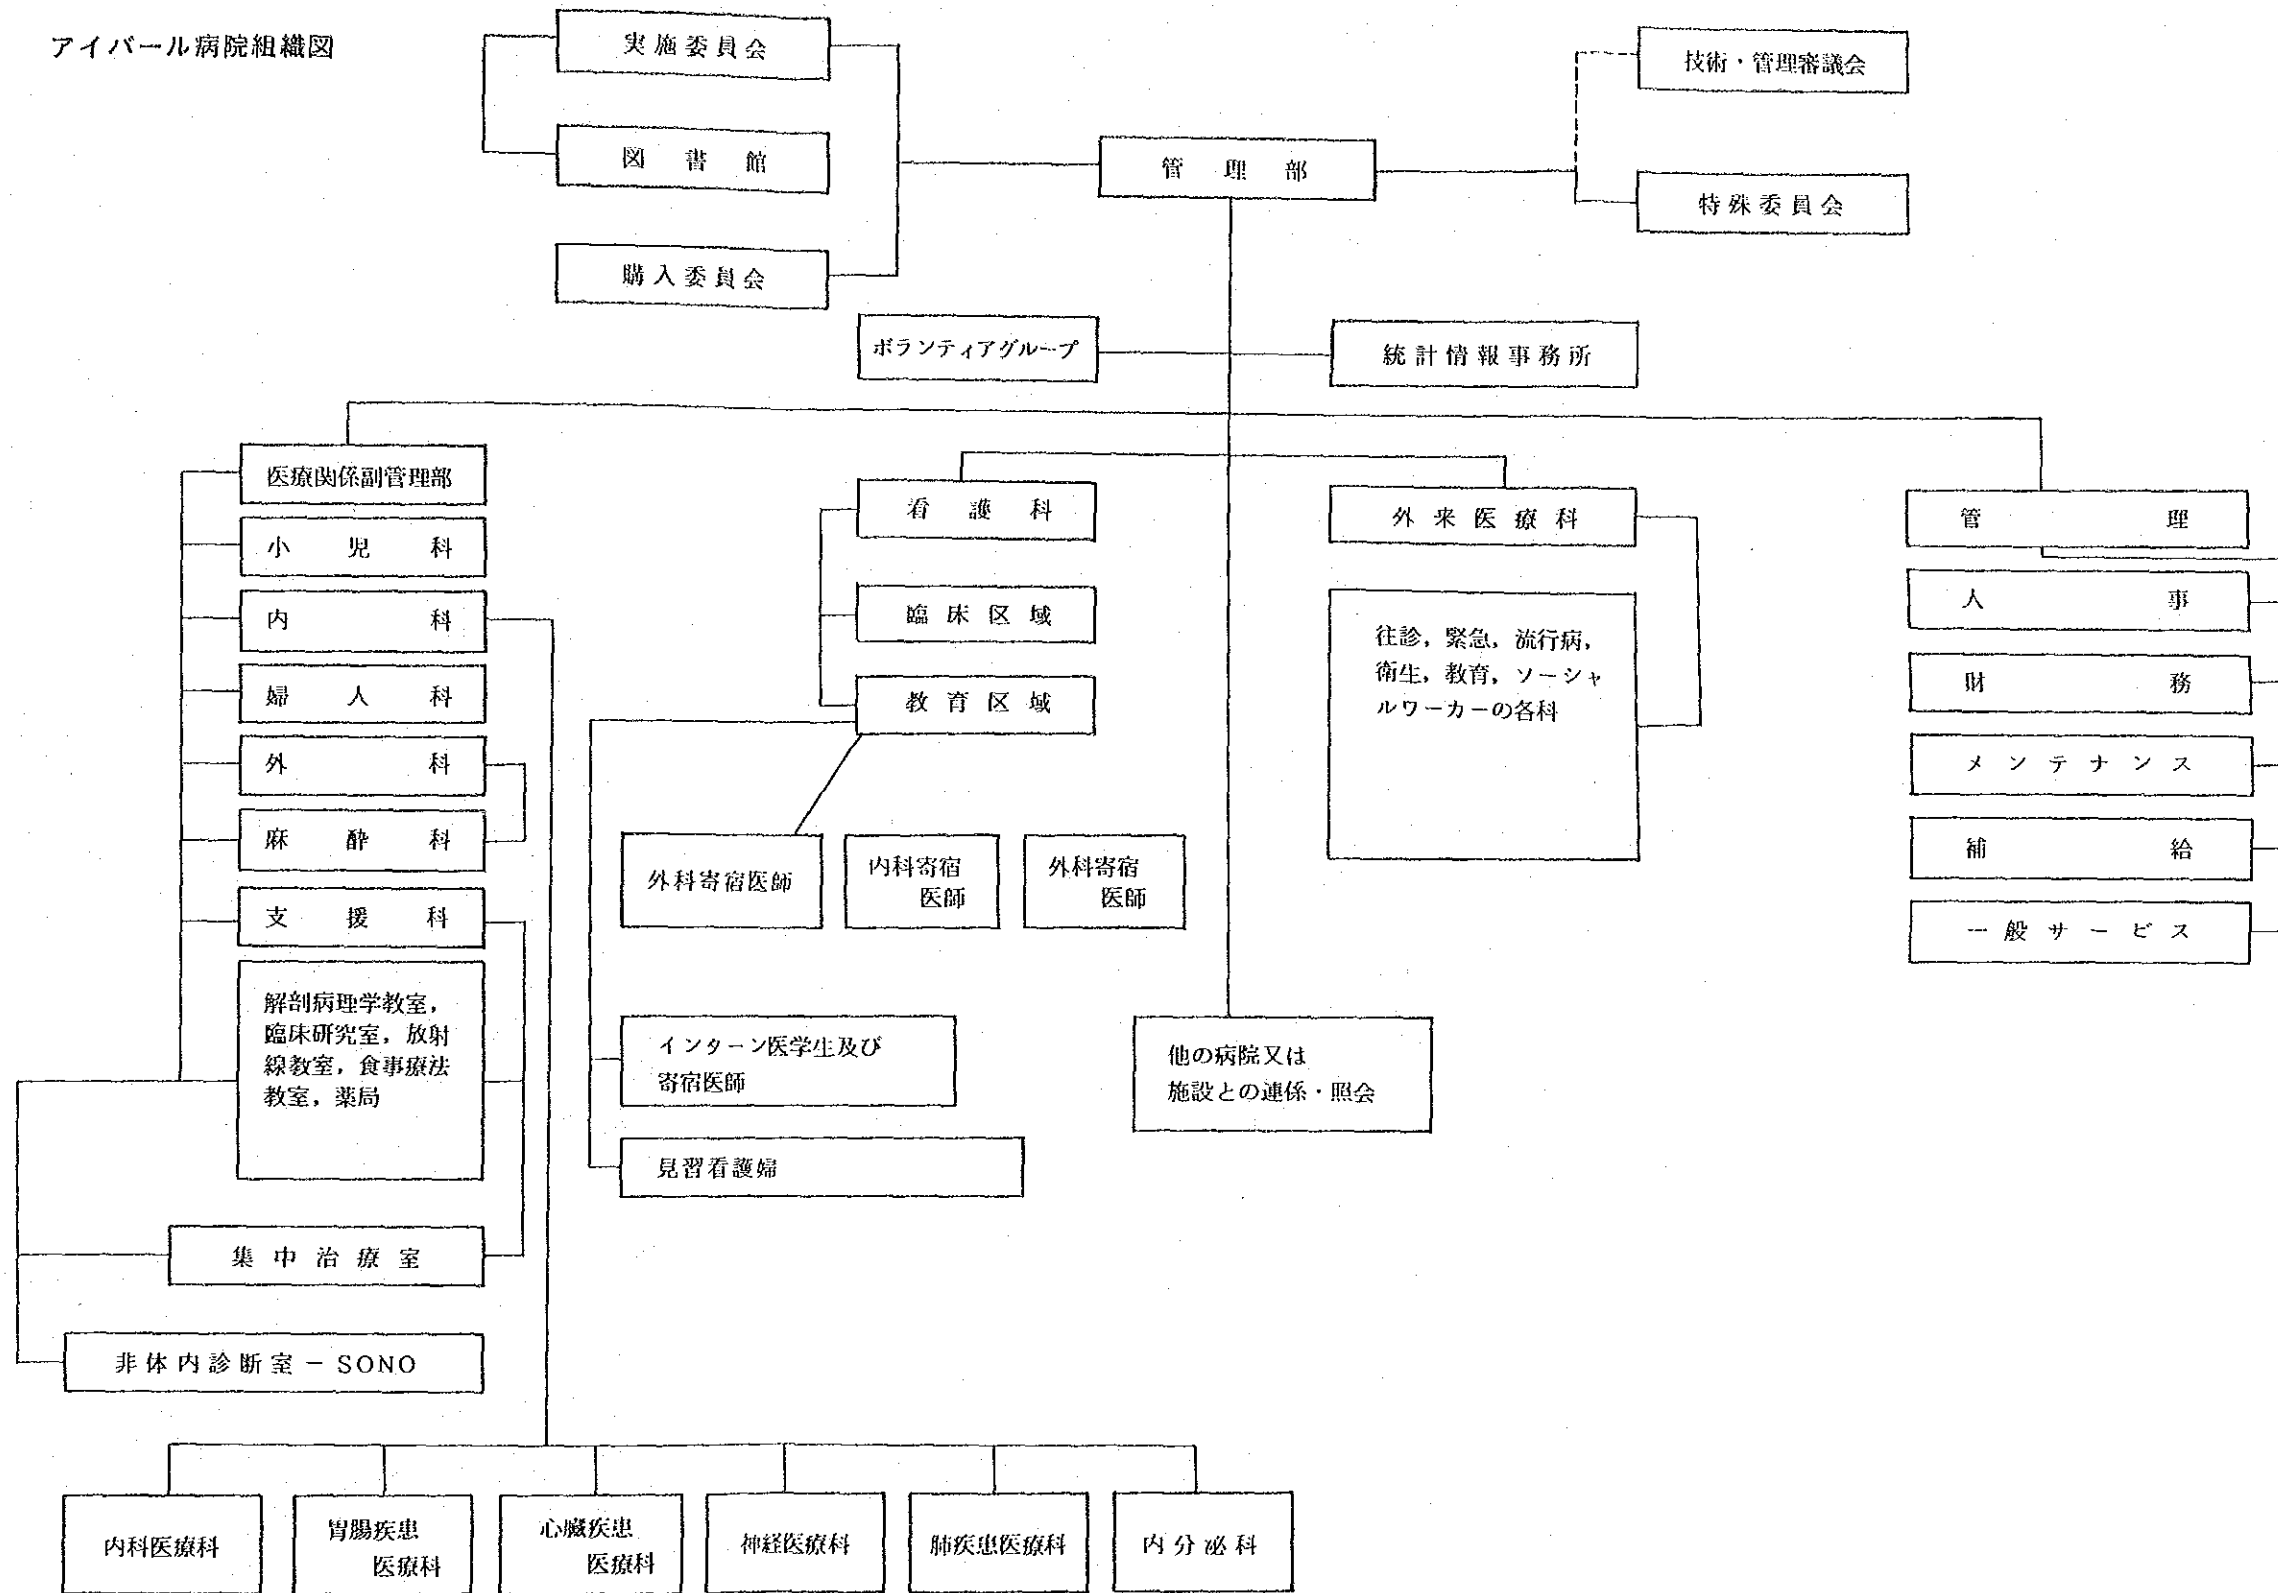 アイバール病院組織図
実施委員会
技術・管理審議会
図書館
管理部
特殊委員会
購入委員会
ボランティアグループ
統計情報事務所
医療関係副管理部
小児科
内科
婦人科
外科
麻酔科
支援科
解剖病理学教室，
臨床研究室，放射
線教室，食事療法
教室，薬局
集中治療室
非体内診断室－SONO
看護科
臨床区域
教育区域
外科寄宿医師
内科寄宿
医師
外科寄宿
医師
インターン医学生及び
寄宿医師
見習看護婦
外来医療科
往診，緊急，流行病，
衛生，教育，ソーシャ
ルワーカーの各科
他の病院又は
施設との連係・照会
管理
人事
財務
メンテナンス
補給
一般サービス
内科医療科
胃腸疾患
医療科
心臓疾患
医療科
神経医療科
肺疾患医療科
内分泌科